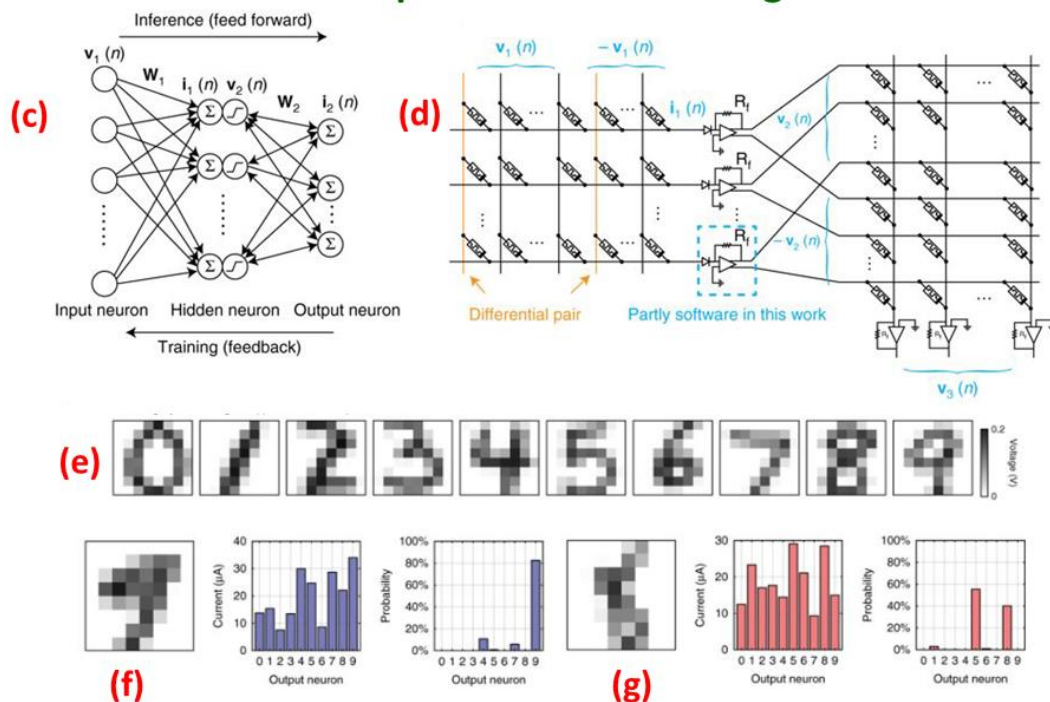 Inference (feed forward)
v₁ (n)
W₁
i₁ (n) v₂ (n)
W₂
i₂ (n)
(c)
Σ
Σ
Σ
Σ
Σ
Σ
Input neuron Hidden neuron Output neuron
Training (feedback)
(d)
v₁ (n)
− v₁ (n)
i₁ (n)
R_f
v₂ (n)
R_f
R_f
− v₂ (n)
Differential pair
Partly software in this work
v₃ (n)
(e)
0.2
Voltage (V)
0
40
30
20
10
0
Current (µA)
0 1 2 3 4 5 6 7 8 9
Output neuron
100%
80%
60%
40%
20%
0%
Probability
0 1 2 3 4 5 6 7 8 9
Output neuron
(f)
30
20
10
0
Current (µA)
0 1 2 3 4 5 6 7 8 9
Output neuron
100%
80%
60%
40%
20%
0%
Probability
0 1 2 3 4 5 6 7 8 9
Output neuron
(g)